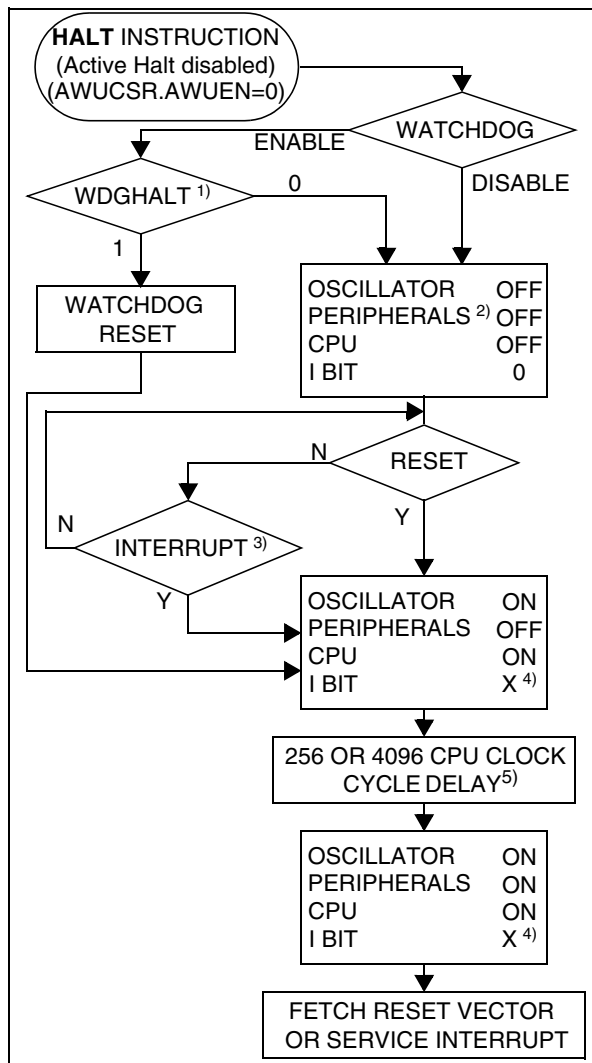 HALT INSTRUCTION
(Active Halt disabled)
(AWUCSR.AWUEN=0)
WATCHDOG
ENABLE
DISABLE
WDGHALT 1)
0
1
WATCHDOG
RESET
OSCILLATOR OFF
PERIPHERALS 2) OFF
CPU OFF
I BIT 0
RESET
N
Y
INTERRUPT 3)
N
Y
OSCILLATOR ON
PERIPHERALS OFF
CPU ON
I BIT X 4)
256 OR 4096 CPU CLOCK
CYCLE DELAY5)
OSCILLATOR ON
PERIPHERALS ON
CPU ON
I BIT X 4)
FETCH RESET VECTOR
OR SERVICE INTERRUPT